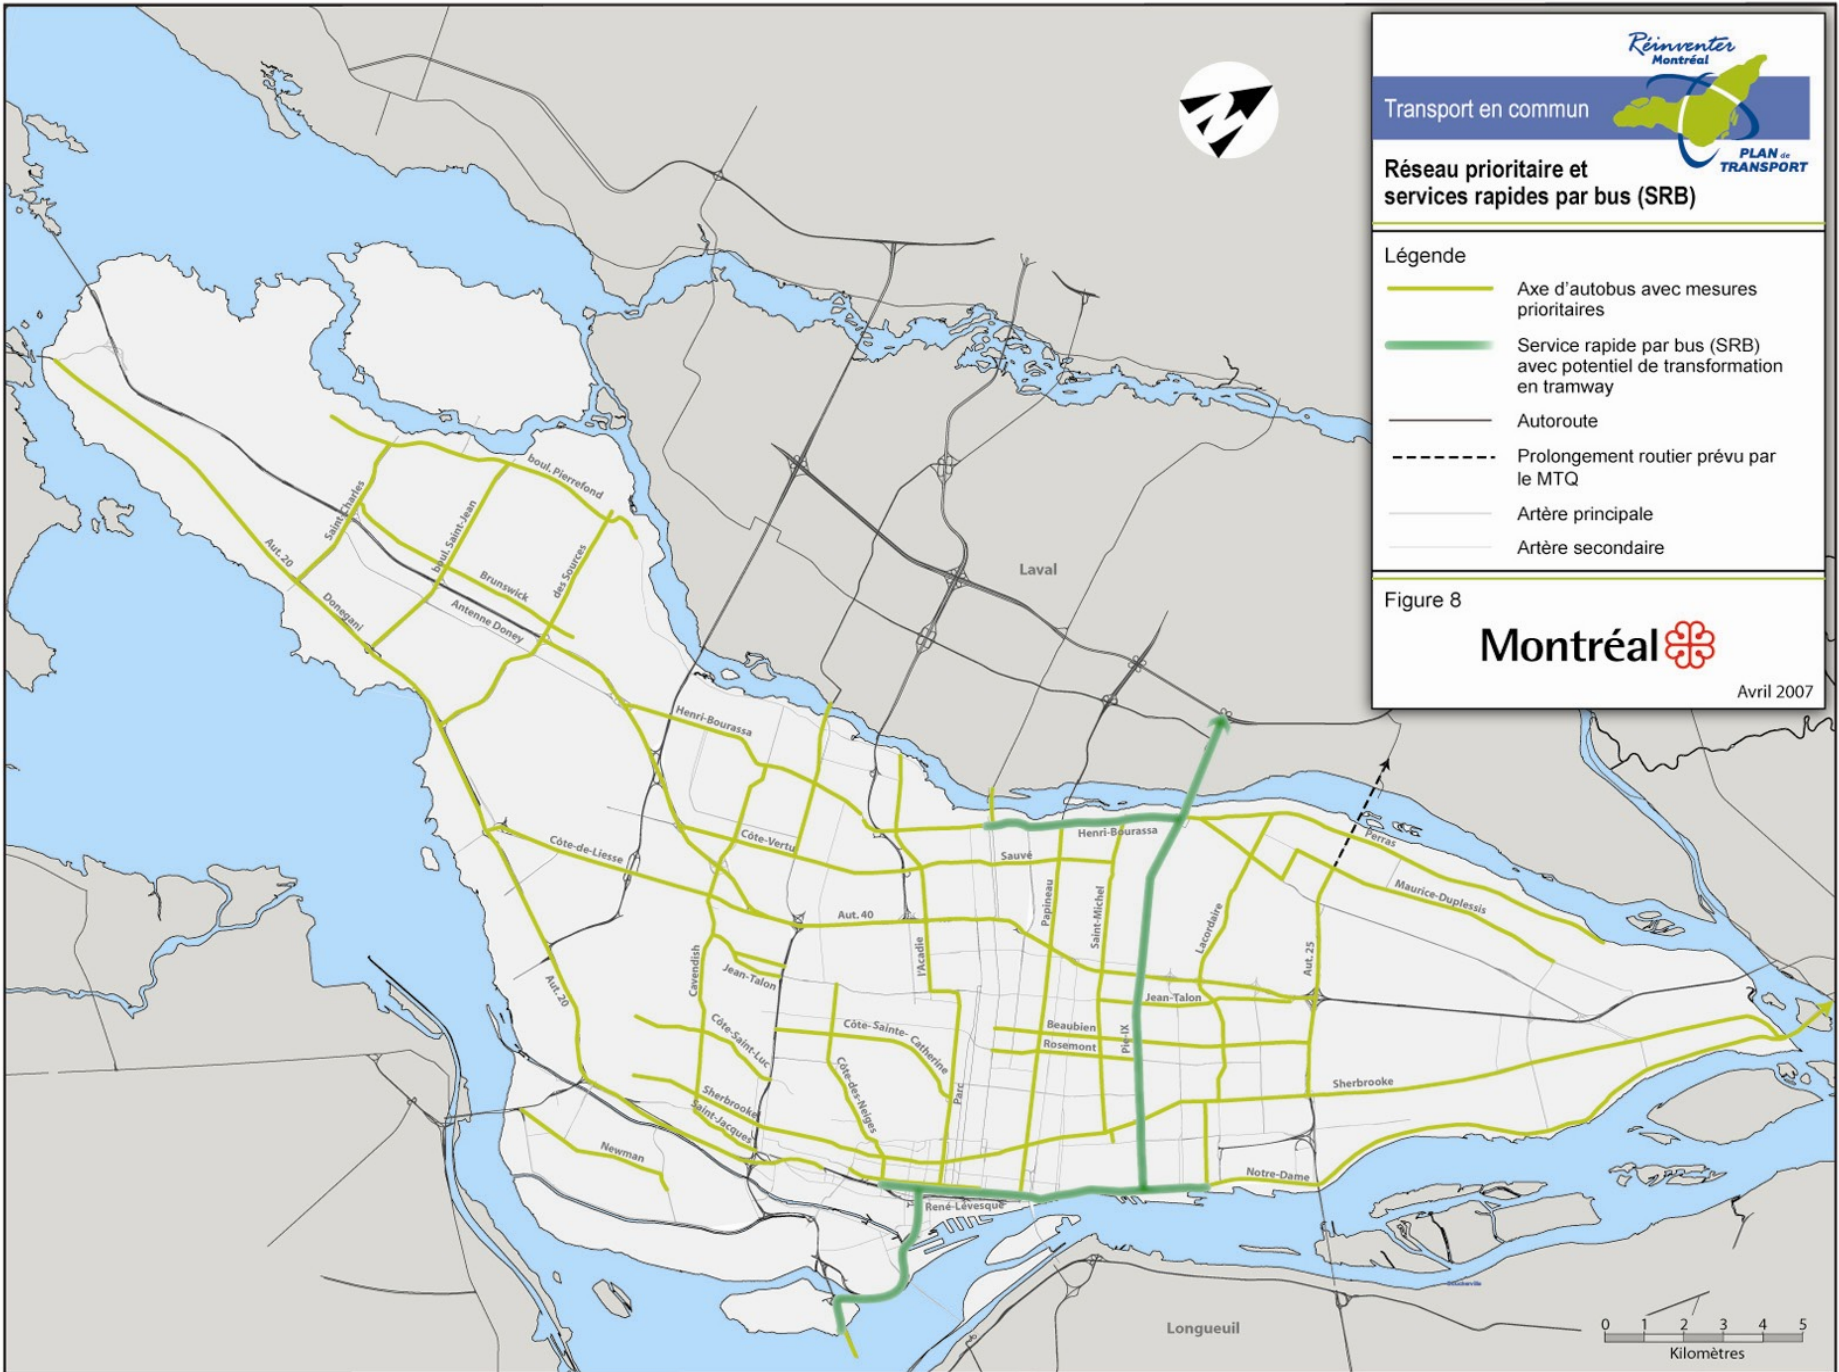 Réinventer
Montréal
Transport en commun
PLAN de
TRANSPORT
Réseau prioritaire et
services rapides par bus (SRB)
Légende
Axe d'autobus avec mesures
prioritaires
Service rapide par bus (SRB)
avec potentiel de transformation
en tramway
Autoroute
Prolongement routier prévu par
le MTQ
Artère principale
Artère secondaire
Figure 8
Montréal
Avril 2007
N
boul. Pierrefond
Saint-Charles
boul. Saint-Jean
Aut. 20
des Sources
Brunswick
Donegani
Antenne Doney
Laval
Henri-Bourassa
Henri-Bourassa
Perras
Côte-Vertu
Côte-de-Liesse
Sauvé
Maurice-Duplessis
Papineau
Saint-Michel
Lacordaire
Aut. 40
l'Acadie
Aut. 25
Cavendish
Jean-Talon
Aut. 20
Jean-Talon
Côte-Saint-Luc
Côte-Sainte-Catherine
Beaubien
Pie-IX
Rosemont
Côte-des-Neiges
Parc
Sherbrooke
Sherbrooke
Saint-Jacques
Newman
Notre-Dame
René-Lévesque
Boucherville
Longueuil
0 1 2 3 4 5
Kilomètres